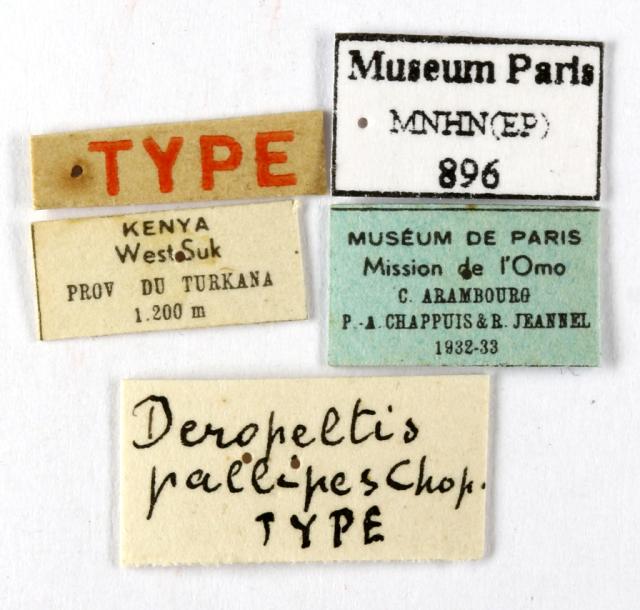 TYPE
Museum Paris
MNHN(EP)
896
KENYA
West Suk
PROV DU TURKANA
1.200 m
MUSÉUM DE PARIS
Mission de l'Omo
C. ARAMBOURG
P.-A. CHAPPUIS & R. JEANNEL
1932-33
Deropeltis
pallipes Chop.
TYPE